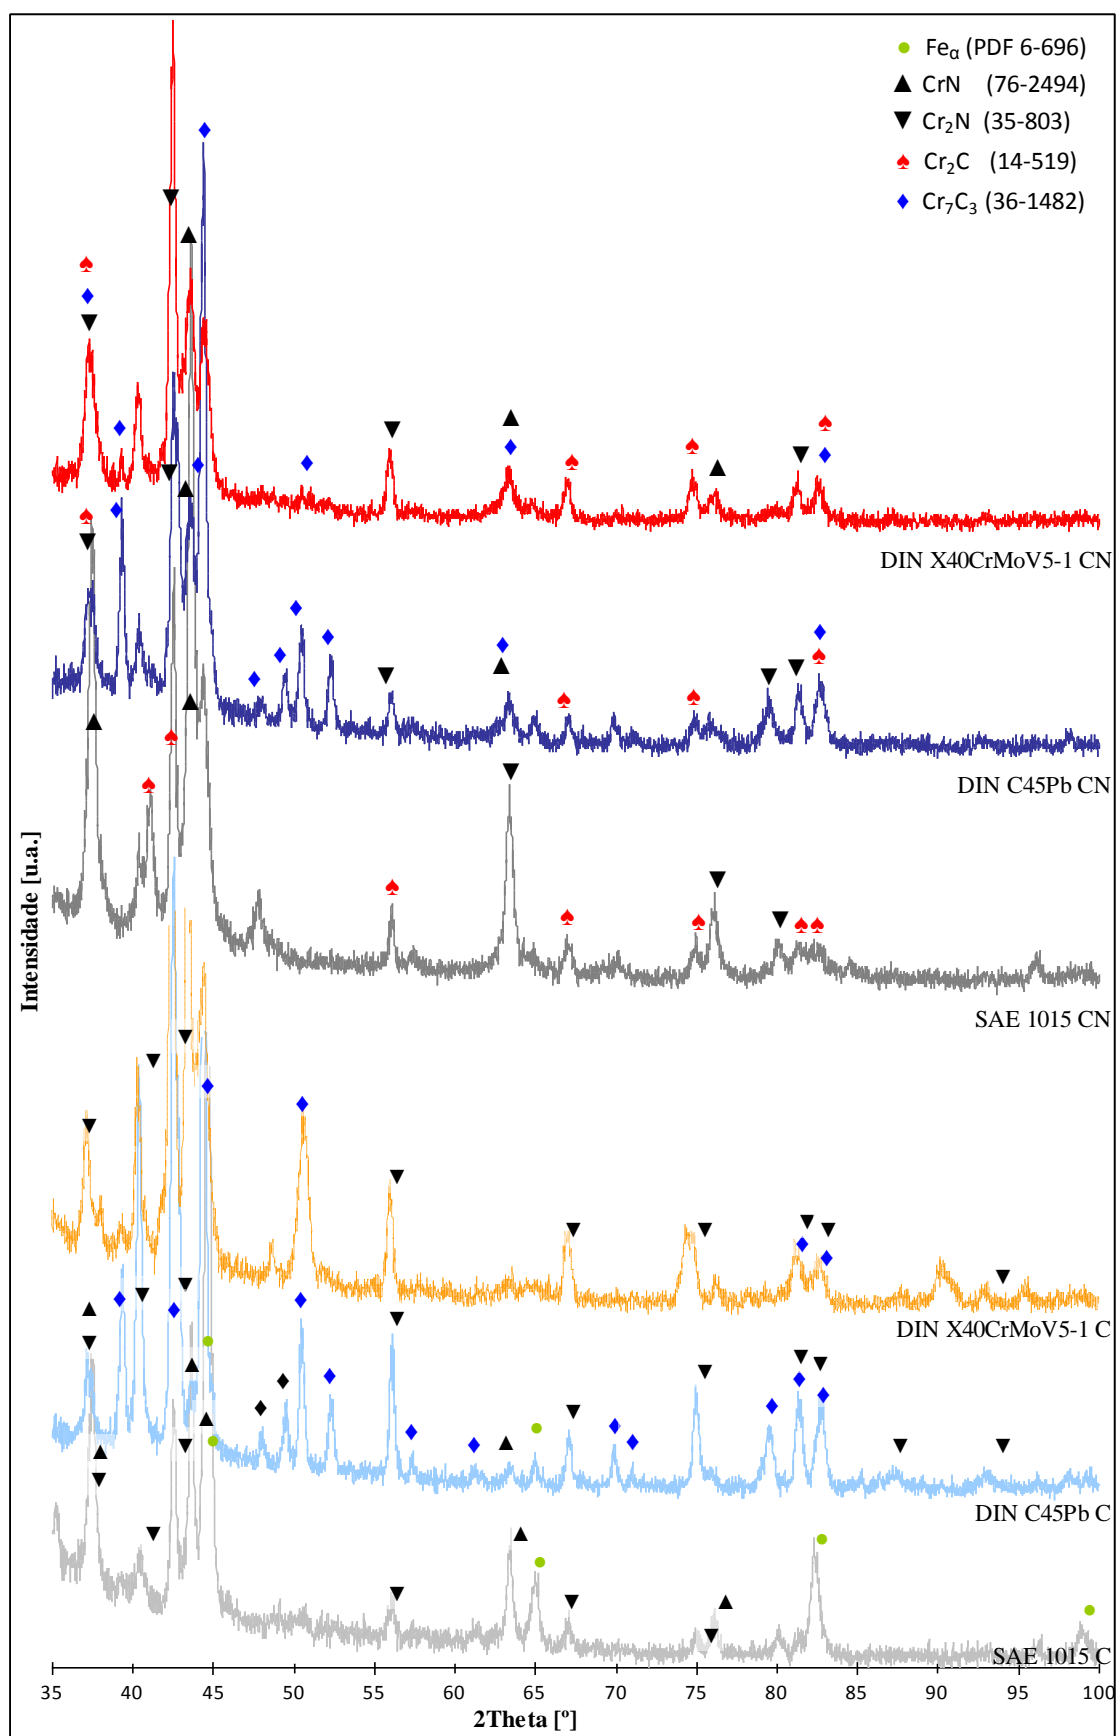 Feα (PDF 6-696)
CrN (76-2494)
Cr₂N (35-803)
Cr₂C (14-519)
Cr₇C₃ (36-1482)
DIN X40CrMoV5-1 CN
DIN C45Pb CN
SAE 1015 CN
DIN X40CrMoV5-1 C
DIN C45Pb C
SAE 1015 C
Intensidade [u.a.]
35 40 45 50 55 60 65 70 75 80 85 90 95 100
2Theta [º]